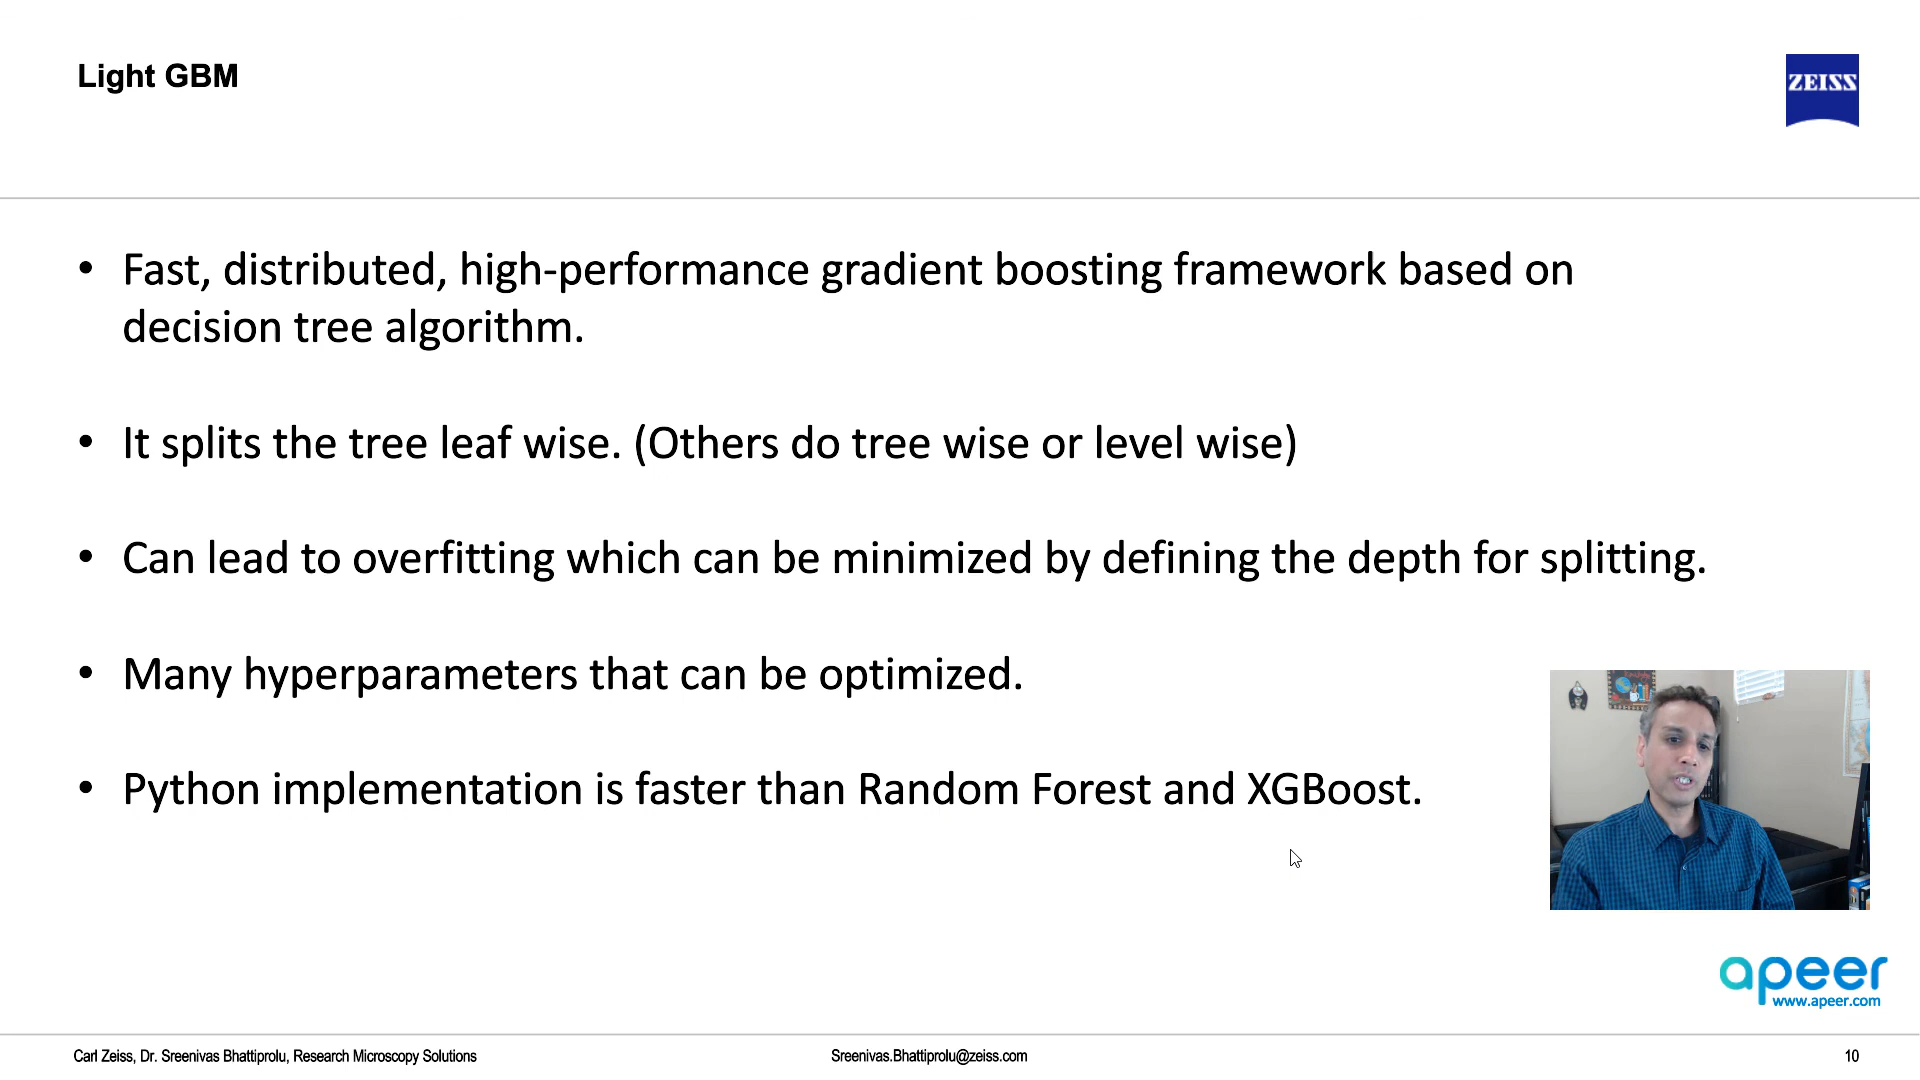 Light GBM
ZEISS
• Fast, distributed, high-performance gradient boosting framework based on
decision tree algorithm.
• It splits the tree leaf wise. (Others do tree wise or level wise)
• Can lead to overfitting which can be minimized by defining the depth for splitting.
• Many hyperparameters that can be optimized.
• Python implementation is faster than Random Forest and XGBoost.
apeer
www.apeer.com
Carl Zeiss, Dr. Sreenivas Bhattiprolu, Research Microscopy Solutions
Sreenivas.Bhattiprolu@zeiss.com
10